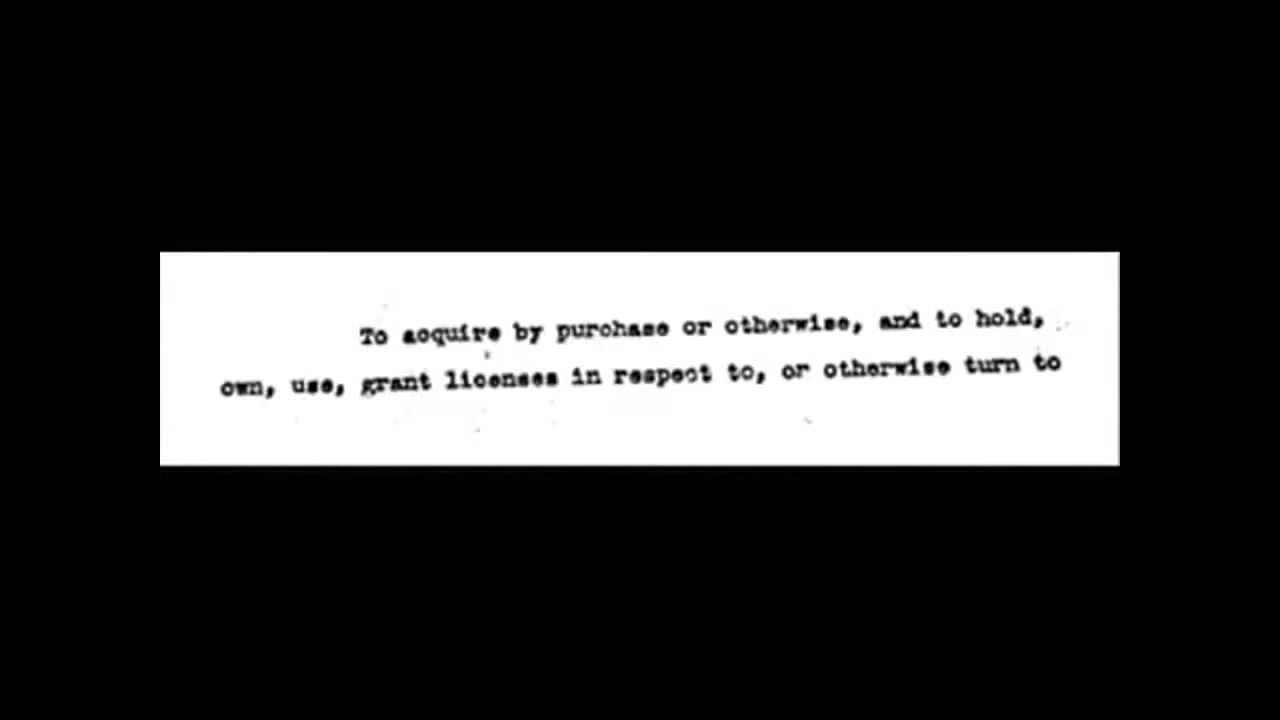 To acquire by purchase or otherwise, and to hold,
own, use, grant licenses in respect to, or otherwise turn to